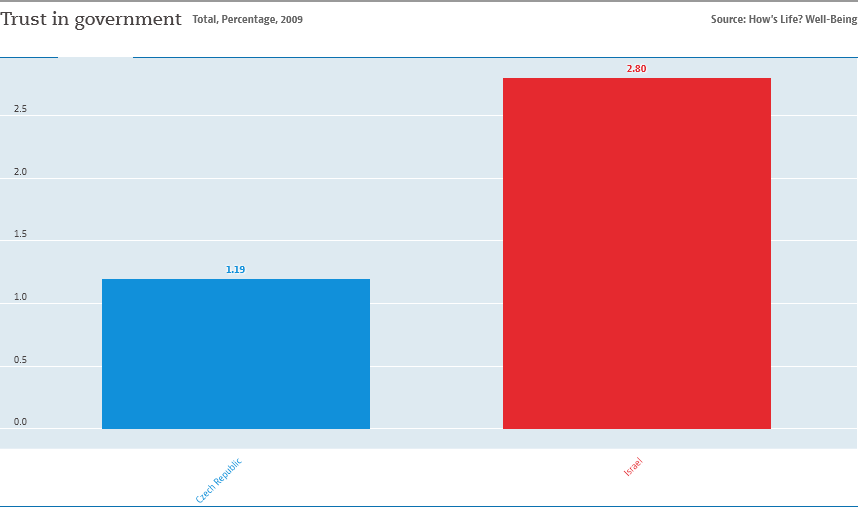 Trust in government Total, Percentage, 2009 Source: How's Life? Well-Being
2.80
2.5
2.0
1.5
1.19
1.0
0.5
0.0
Czech Republic
Israel